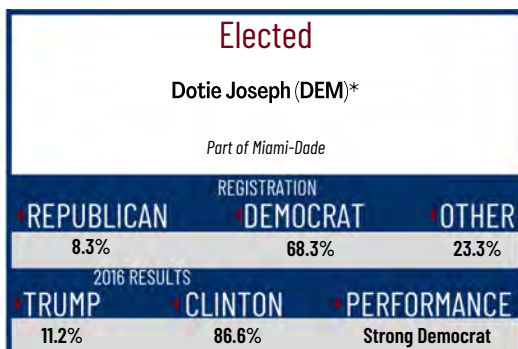 Elected
Dotie Joseph (DEM)*
Part of Miami-Dade
REGISTRATION
REPUBLICAN DEMOCRAT OTHER
8.3% 68.3% 23.3%
2016 RESULTS
TRUMP CLINTON PERFORMANCE
11.2% 86.6% Strong Democrat